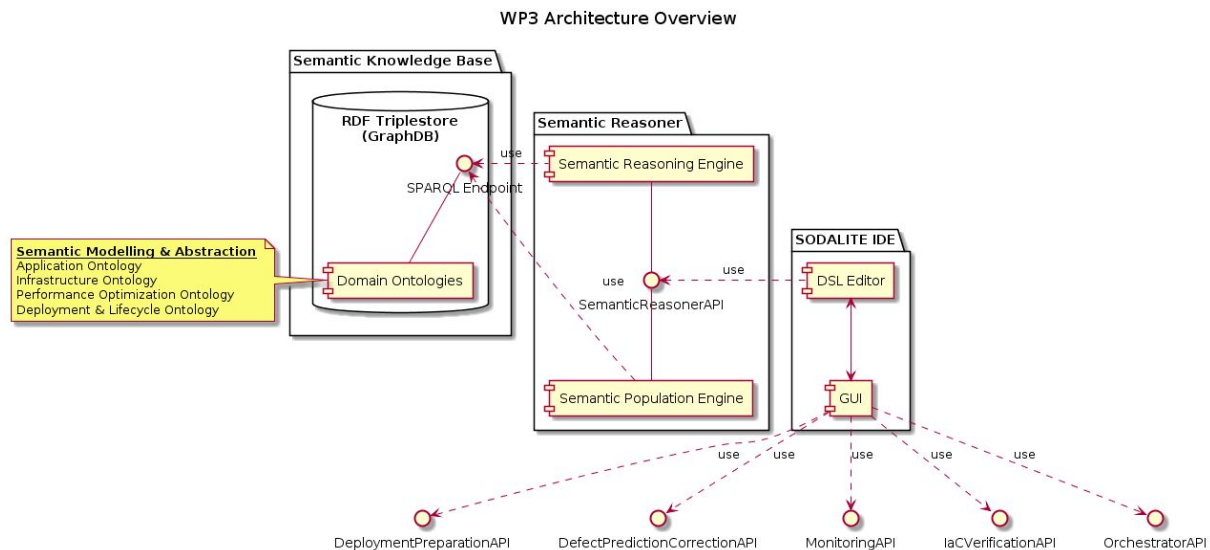 WP3 Architecture Overview
Semantic Knowledge Base
RDF Triplestore
(GraphDB)
SPARQL Endpoint
Domain Ontologies
Semantic Modelling & Abstraction
Application Ontology
Infrastructure Ontology
Performance Optimization Ontology
Deployment & Lifecycle Ontology
Semantic Reasoner
use
Semantic Reasoning Engine
use
SemanticReasonerAPI
Semantic Population Engine
use
SODALITE IDE
DSL Editor
GUI
use
use
use
use
use
DeploymentPreparationAPI
DefectPredictionCorrectionAPI
MonitoringAPI
IaCVerificationAPI
OrchestratorAPI